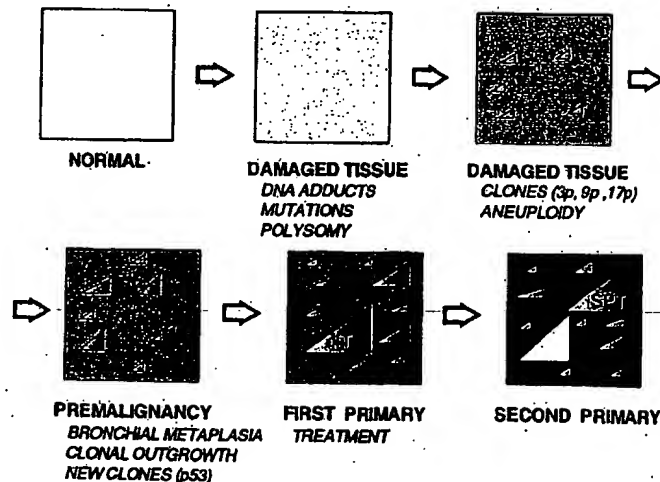 NORMAL
DAMAGED TISSUE
DNA ADDUCTS
MUTATIONS
POLYSOMY
DAMAGED TISSUE
CLONES (3p, 9p, 17p)
ANEUPLOIDY
PREMALIGNANCY
BRONCHIAL METAPLASIA
CLONAL OUTGROWTH
NEW CLONES (p53)
FIRST PRIMARY
TREATMENT
SPT
SECOND PRIMARY